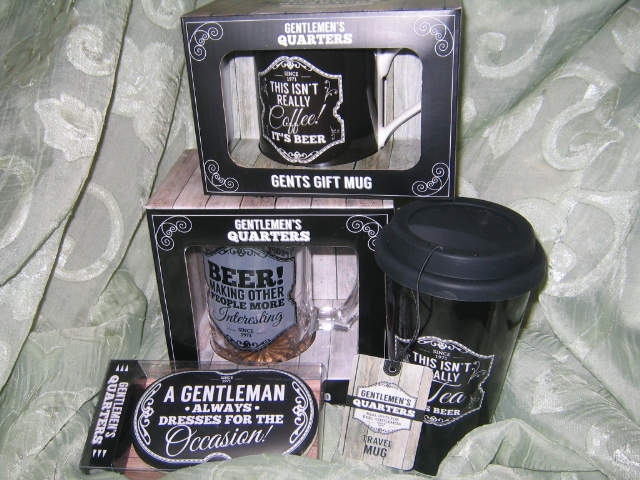 GENTLEMEN'S
QUARTERS
SINCE
1971
THIS ISN'T
REALLY
Coffee!
IT'S BEER
GENTS GIFT MUG
GENTLEMEN'S
QUARTERS
BEER!
MAKING OTHER
PEOPLE MORE
Interesting
SINCE
1971
SINCE
1971
THIS ISN'T
REALLY
Tea
BEER
GENTLEMEN'S
QUARTERS
TRAVEL
MUG
GENTLEMEN'S
QUARTERS
SINCE
1971
A GENTLEMAN
• ALWAYS •
DRESSES FOR THE
Occasion!